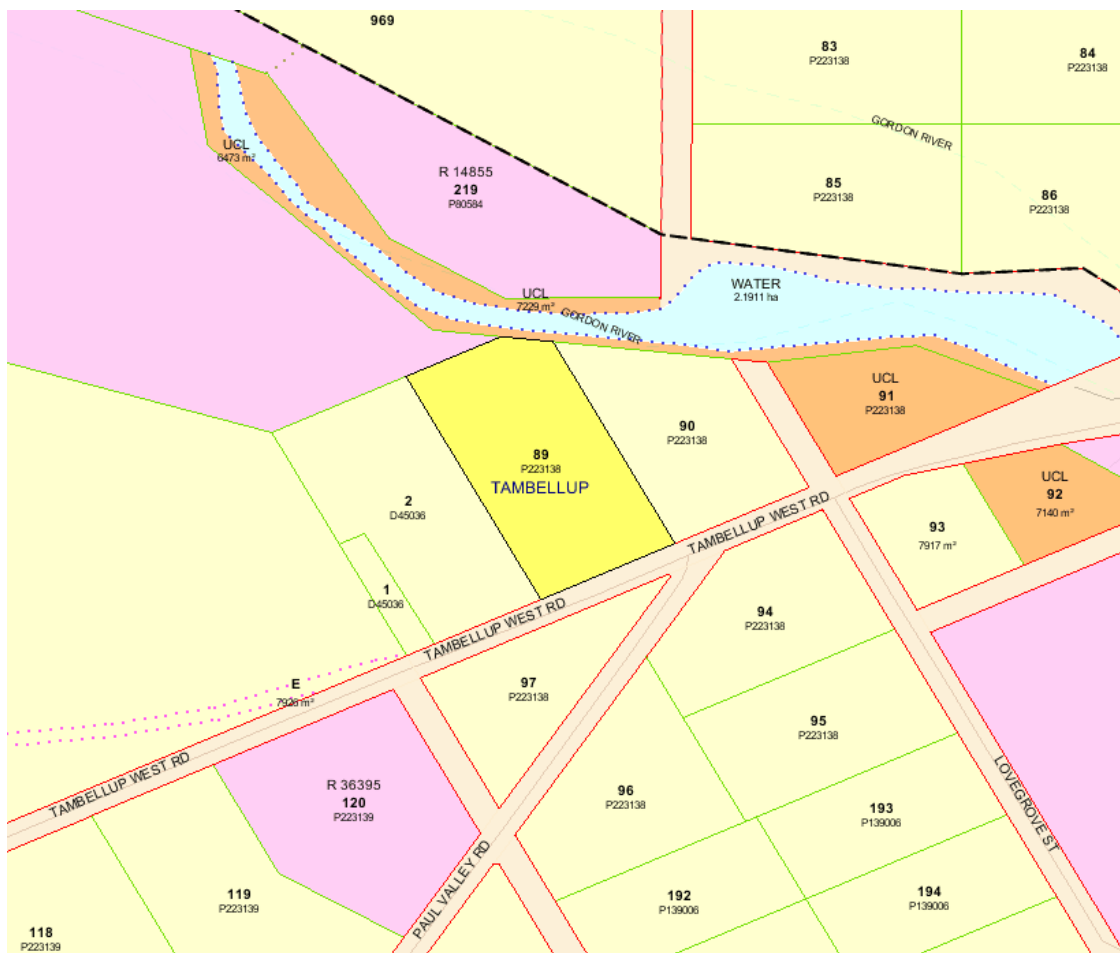 969
83
P223138
84
P223138
GORDON RIVER
UCL
6473 m²
R 14855
219
P80584
85
P223138
86
P223138
WATER
2.1911 ha
UCL
7229 m²
GORDON RIVER
UCL
91
P223138
90
P223138
89
P223138
TAMBELLUP
2
D45036
UCL
92
7140 m²
93
7917 m²
TAMBELLUP WEST RD
1
D45036
94
P223138
TAMBELLUP WEST RD
E
7926 m²
97
P223138
95
P223138
TAMBELLUP WEST RD
R 36395
120
P223139
96
P223138
193
P139006
LOVEGROVE ST
PAUL VALLEY RD
119
P223139
192
P139006
194
P139006
118
P223139